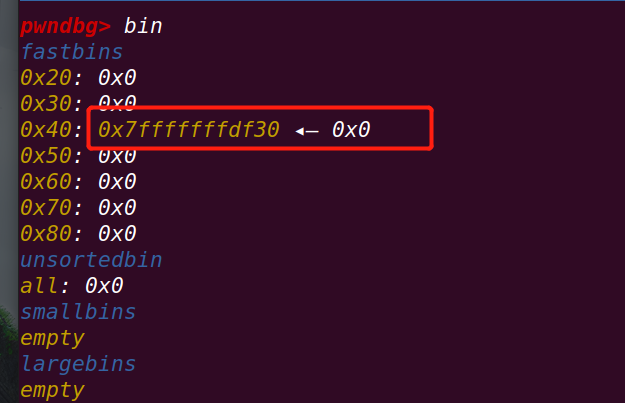 pwndbg> bin
fastbins
0x20: 0x0
0x30: 0x0
0x40: 0x7fffffffdf30 ◂— 0x0
0x50: 0x0
0x60: 0x0
0x70: 0x0
0x80: 0x0
unsortedbin
all: 0x0
smallbins
empty
largebins
empty